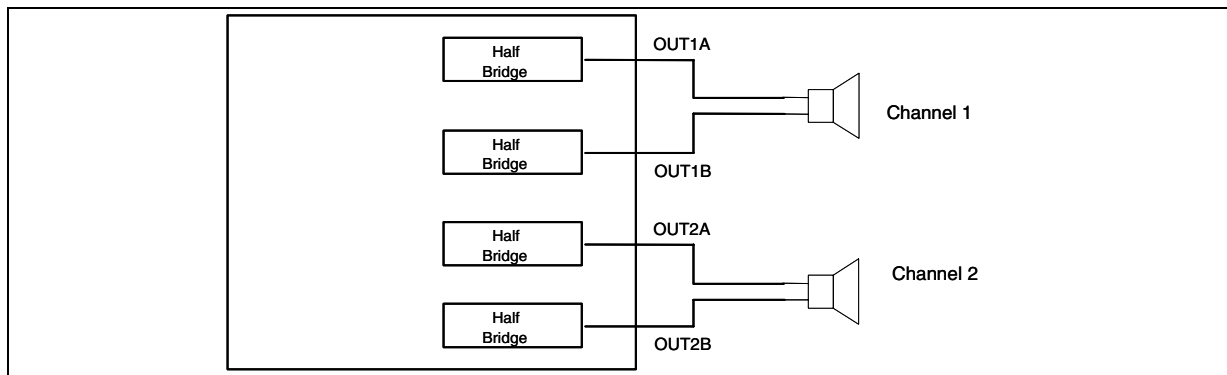 Half
Bridge
OUT1A
Channel 1
Half
Bridge
OUT1B
Half
Bridge
OUT2A
Channel 2
Half
Bridge
OUT2B